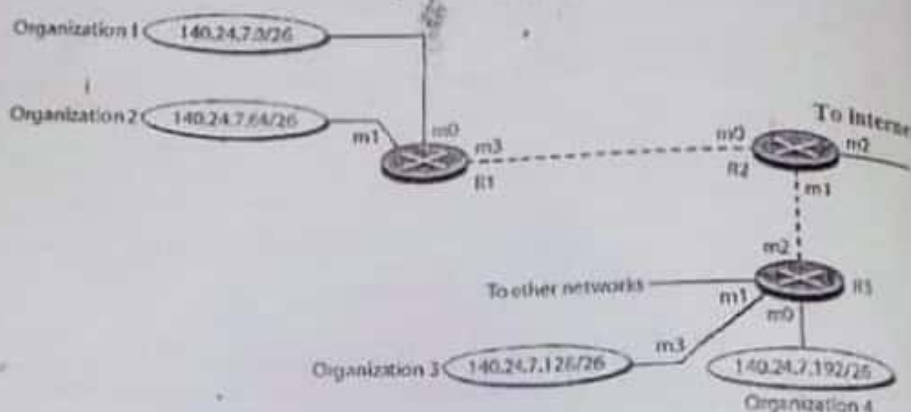 Organization 1 140.24.7.0/26
Organization 2 140.24.7.64/26
m1 m0 m3
R1
m0 To Interne
m2
R2
m1
m2
To other networks
m1 m0 R3
Organization 3 140.24.7.128/26 m3
140.24.7.192/26
Organization 4